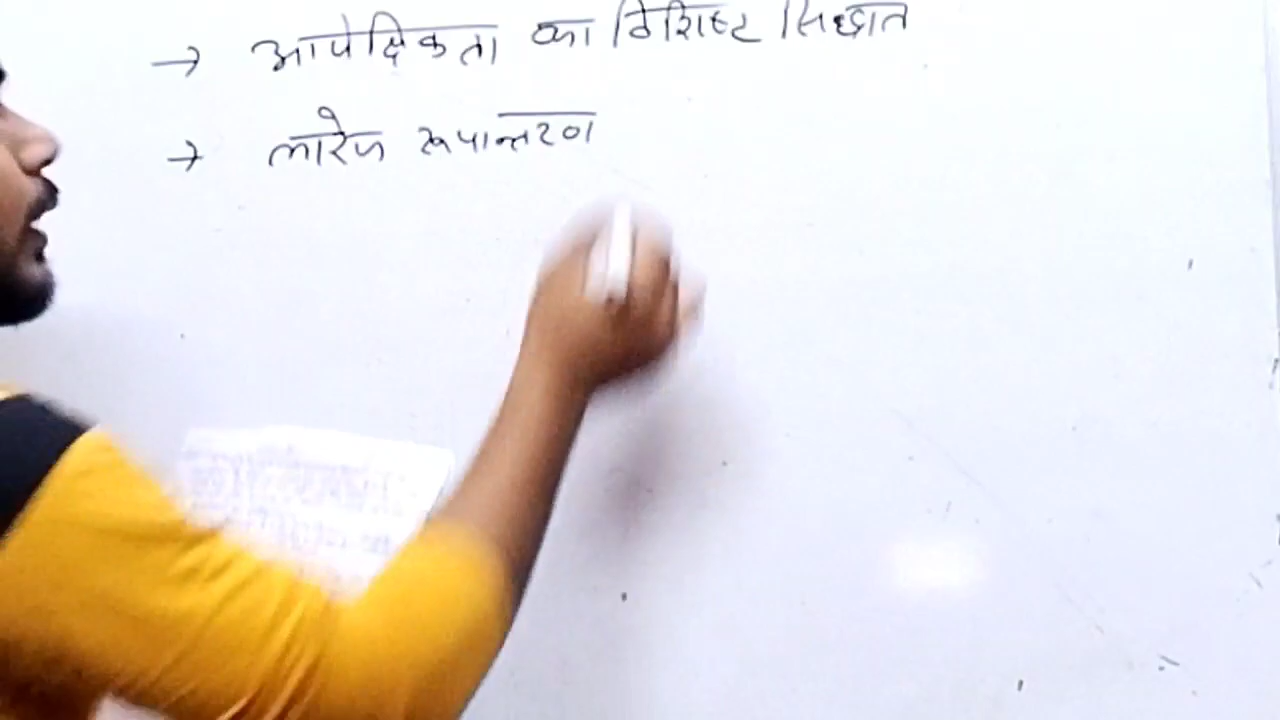 → आपेक्षिकता का विशिष्ट सिद्धांत
→ लारेंज रूपान्तरण